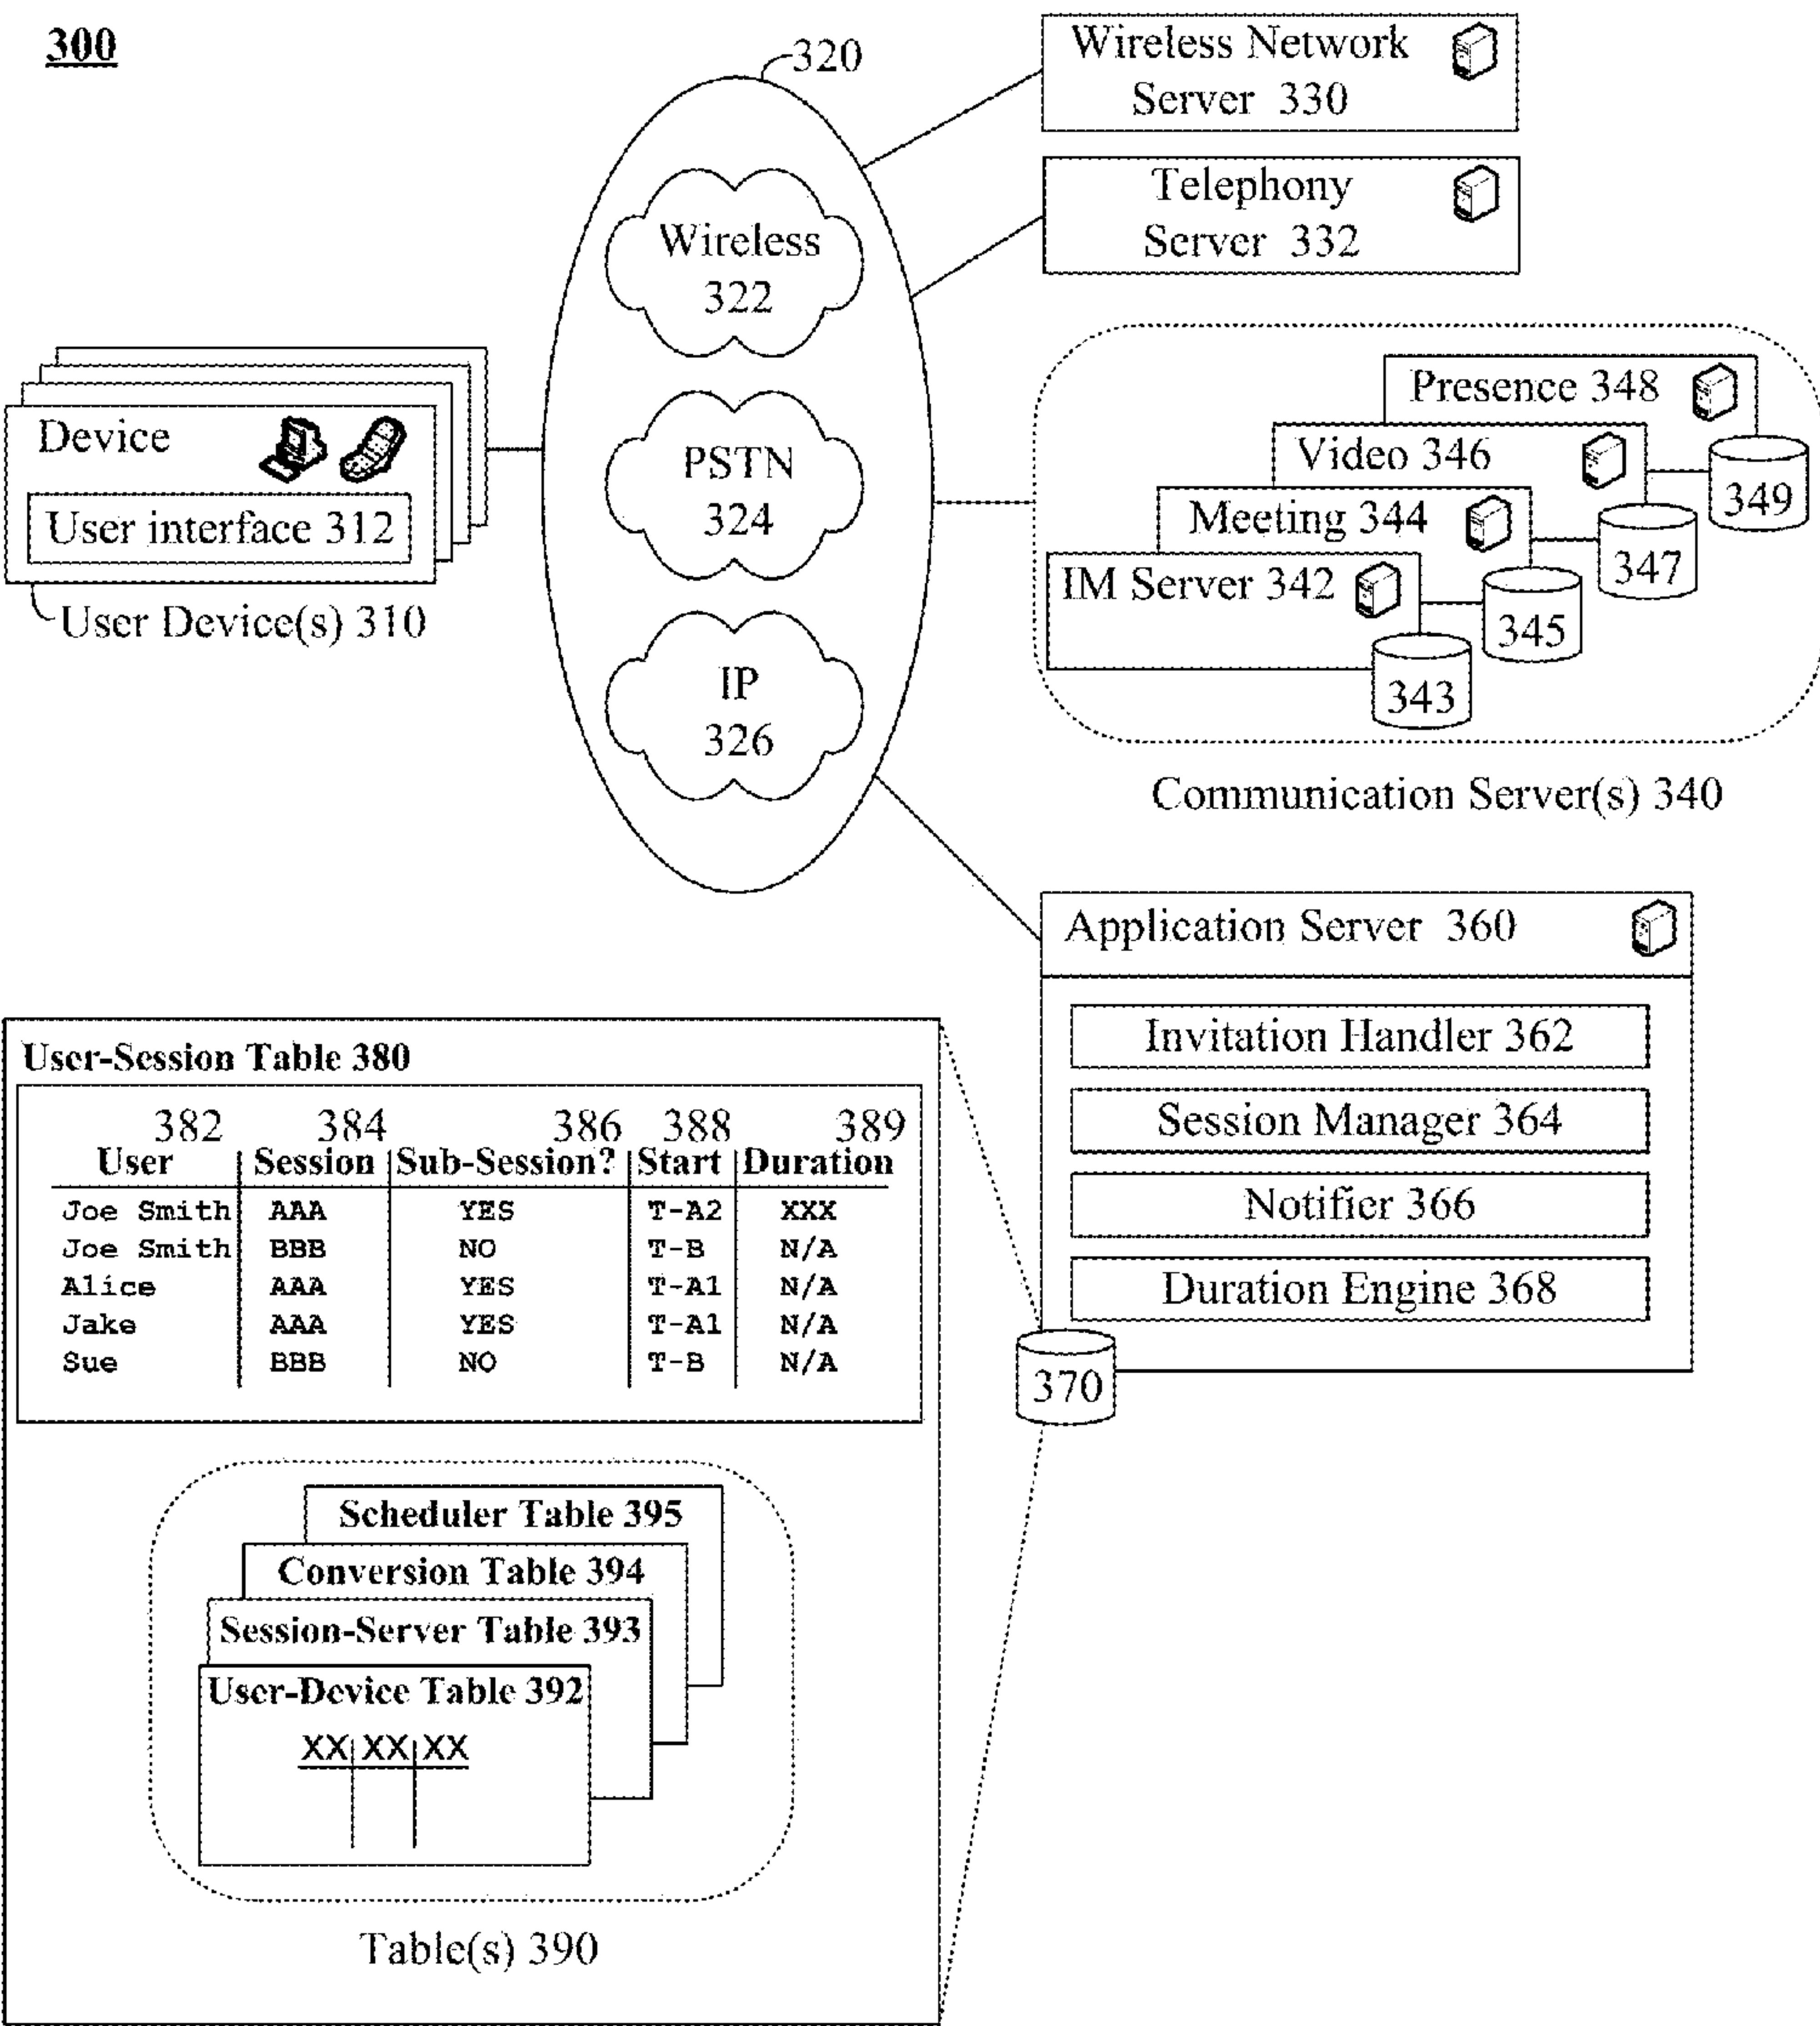 300
320
Wireless Network
Server 330
Telephony
Server 332
Wireless
322
PSTN
324
IP
326
Device
User interface 312
User Device(s) 310
Presence 348
349
Video 346
347
Meeting 344
345
IM Server 342
343
Communication Server(s) 340
Application Server 360
Invitation Handler 362
Session Manager 364
Notifier 366
Duration Engine 368
370
User-Session Table 380
382 384 386 388 389
User Session Sub-Session? Start Duration
Joe Smith AAA YES T-A2 XXX
Joe Smith BBB NO T-B N/A
Alice AAA YES T-A1 N/A
Jake AAA YES T-A1 N/A
Sue BBB NO T-B N/A
Scheduler Table 395
Conversion Table 394
Session-Server Table 393
User-Device Table 392
XX XX XX
Table(s) 390